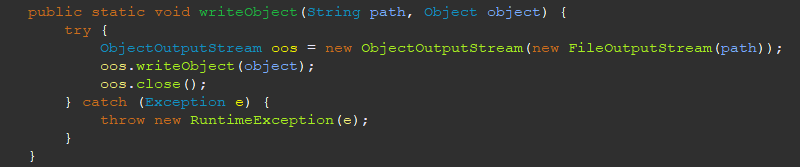 public static void writeObject(String path, Object object) {
    try {
        ObjectOutputStream oos = new ObjectOutputStream(new FileOutputStream(path));
        oos.writeObject(object);
        oos.close();
    } catch (Exception e) {
        throw new RuntimeException(e);
    }
}